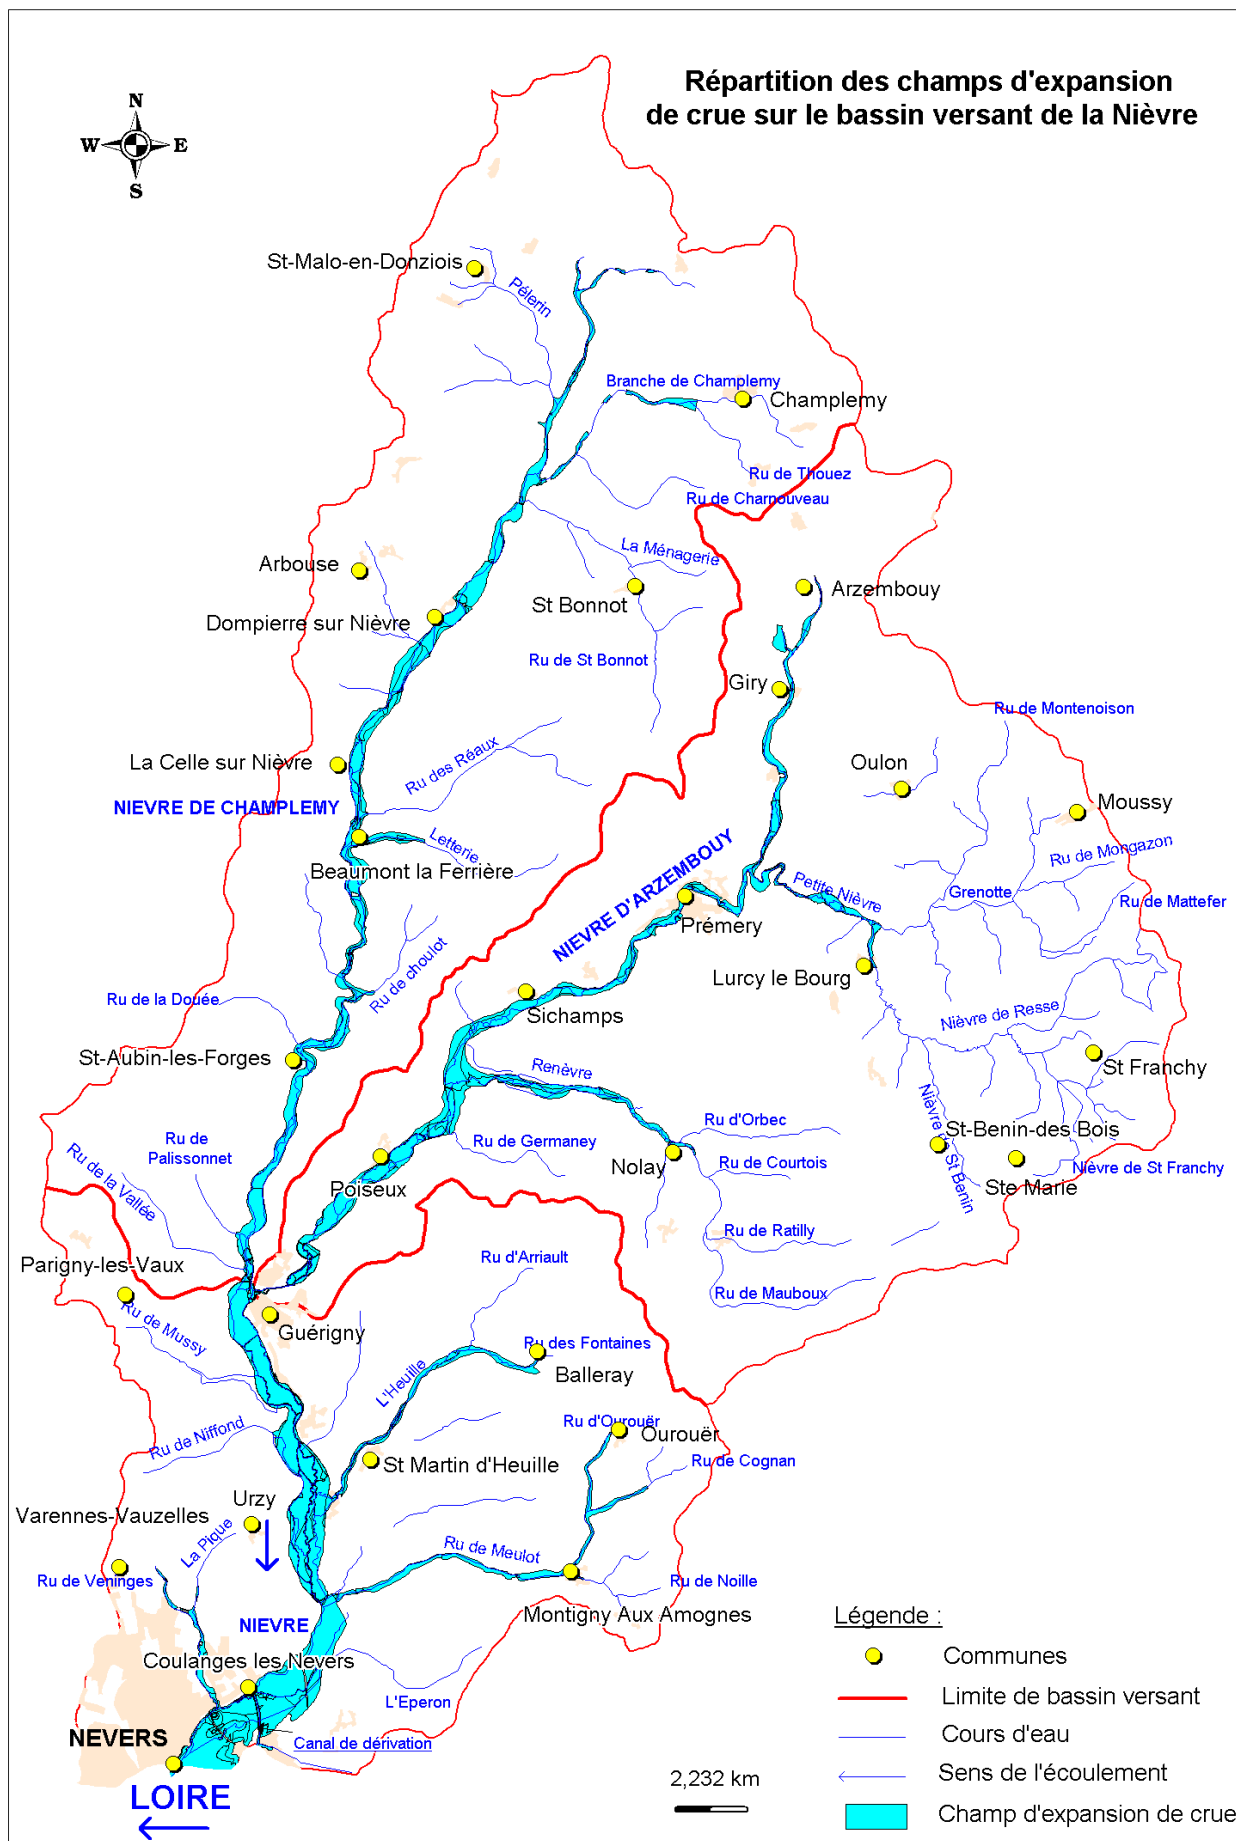 Répartition des champs d'expansion
de crue sur le bassin versant de la Nièvre
N
W
E
S
St-Malo-en-Donziois
Pélerin
Branche de Champlemy
Champlemy
Ru de Thouez
Ru de Charnouveau
La Ménagerie
Arbouse
St Bonnot
Arzembouy
Dompierre sur Nièvre
Ru de St Bonnot
Giry
Ru de Montenoison
La Celle sur Nièvre
Ru des Réaux
Oulon
NIEVRE DE CHAMPLEMY
Moussy
Letterie
Ru de Mongazon
Beaumont la Ferrière
NIEVRE D'ARZEMBOUY
Petite Nièvre
Grenotte
Ru de Mattefer
Prémery
Ru de choulot
Lurcy le Bourg
Ru de la Douée
Sichamps
Nièvre de Resse
St-Aubin-les-Forges
Renèvre
St Franchy
Nièvre de St Benin
Ru d'Orbec
St-Benin-des-Bois
Ru de
Palissonnet
Ru de Germaney
Nolay
Ru de Courtois
Nièvre de St Franchy
Ru de la Vallée
Poiseux
Ste Marie
Ru de Ratilly
Parigny-les-Vaux
Ru d'Arriault
Ru de Mauboux
Ru de Mussy
Guérigny
Ru des Fontaines
L'Heuille
Balleray
Ru de Niffond
Ru d'Ourouër
Ourouër
St Martin d'Heuille
Ru de Cognan
Urzy
Varennes-Vauzelles
La Pique
Ru de Meulot
Ru de Veninges
Ru de Noille
NIEVRE
Montigny Aux Amognes
Légende :
Coulanges les Nevers
Communes
L'Eperon
Limite de bassin versant
NEVERS
Canal de dérivation
Cours d'eau
LOIRE
2,232 km
Sens de l'écoulement
Champ d'expansion de crue